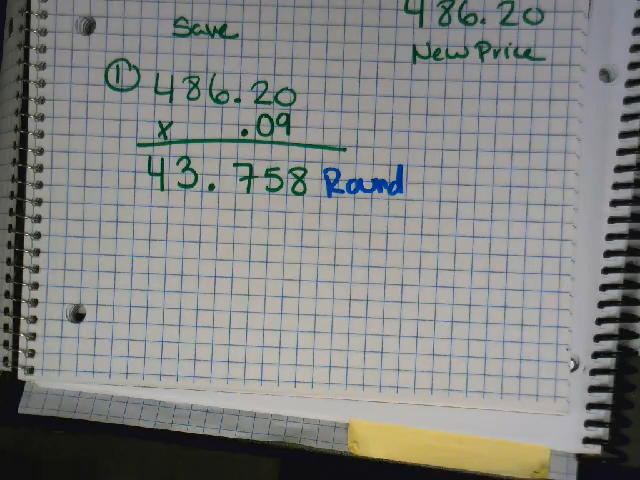 486.20
Save
New Price
① 486.20
x .09
43.758 Round